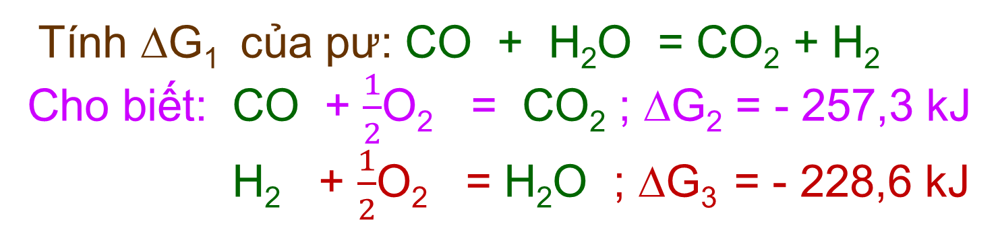 Tính ΔG₁ của pư: CO + H₂O = CO₂ + H₂
Cho biết: CO + ½O₂ = CO₂ ; ΔG₂ = - 257,3 kJ
H₂ + ½O₂ = H₂O ; ΔG₃ = - 228,6 kJ